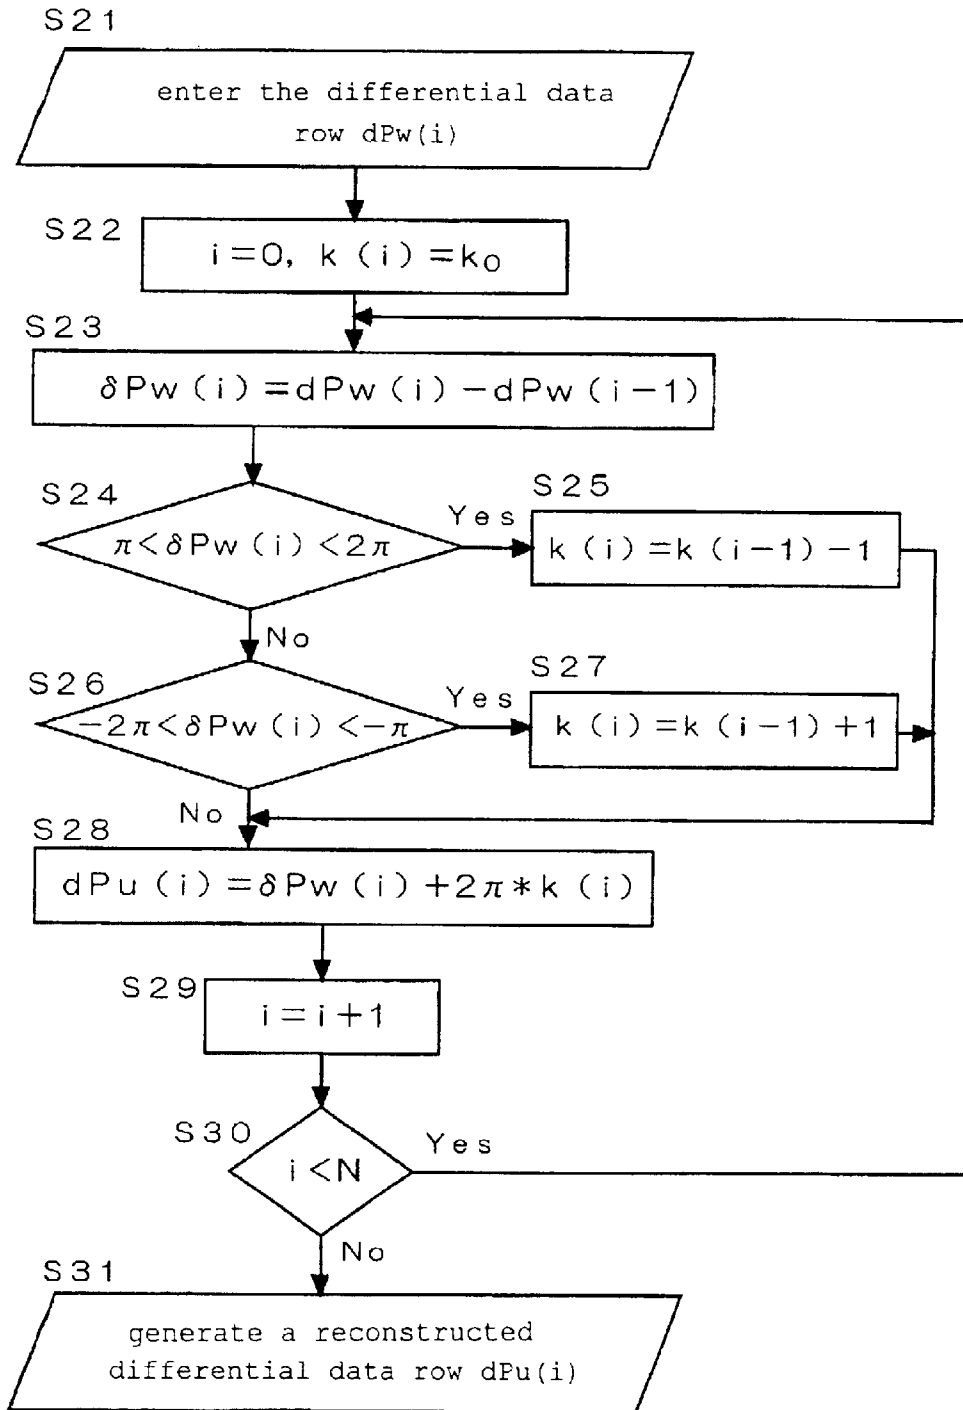 S21
enter the differential data
row dPw(i)
S22
i=0, k (i)=k0
S23
δPw (i)=dPw (i)-dPw (i-1)
S24
π<δPw (i)<2π
Yes
S25
k (i)=k (i-1)-1
No
S26
-2π<δPw (i)<-π
Yes
S27
k (i)=k (i-1)+1
No
S28
dPu (i)=δPw (i)+2π*k (i)
S29
i=i+1
S30
i<N
Yes
No
S31
generate a reconstructed
differential data row dPu(i)